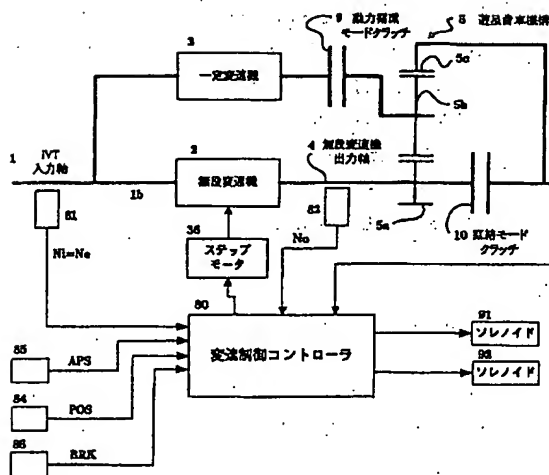 9 動力循環
モードクラッチ
5 遊星歯車機構
3
一定変速機
5c
5b
1
IVT
入力軸
2
無段変速機
4 無段変速機
出力軸
1b
81
82
5a
10 直結モード
クラッチ
36
ステップ
モータ
No
Ni=Ne
80
変速制御コントローラ
91
ソレノイド
92
ソレノイド
85
APS
84
POS
86
BRK